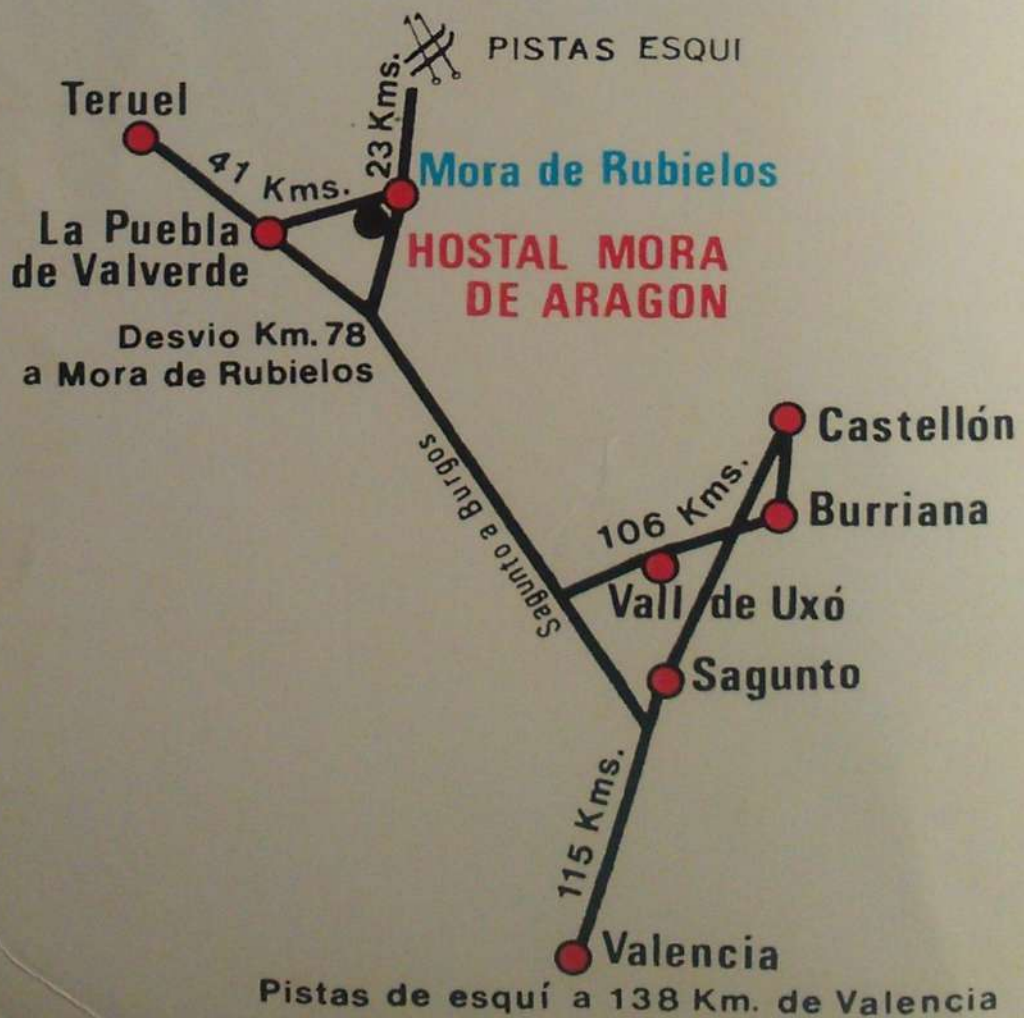 PISTAS ESQUI
23 Kms.
Teruel
41 Kms.
Mora de Rubielos
La Puebla
de Valverde
HOSTAL MORA
DE ARAGON
Desvio Km. 78
a Mora de Rubielos
Sagunto a Burgos
Castellón
106 Kms.
Burriana
Vall de Uxó
Sagunto
115 Kms.
Valencia
Pistas de esquí a 138 Km. de Valencia